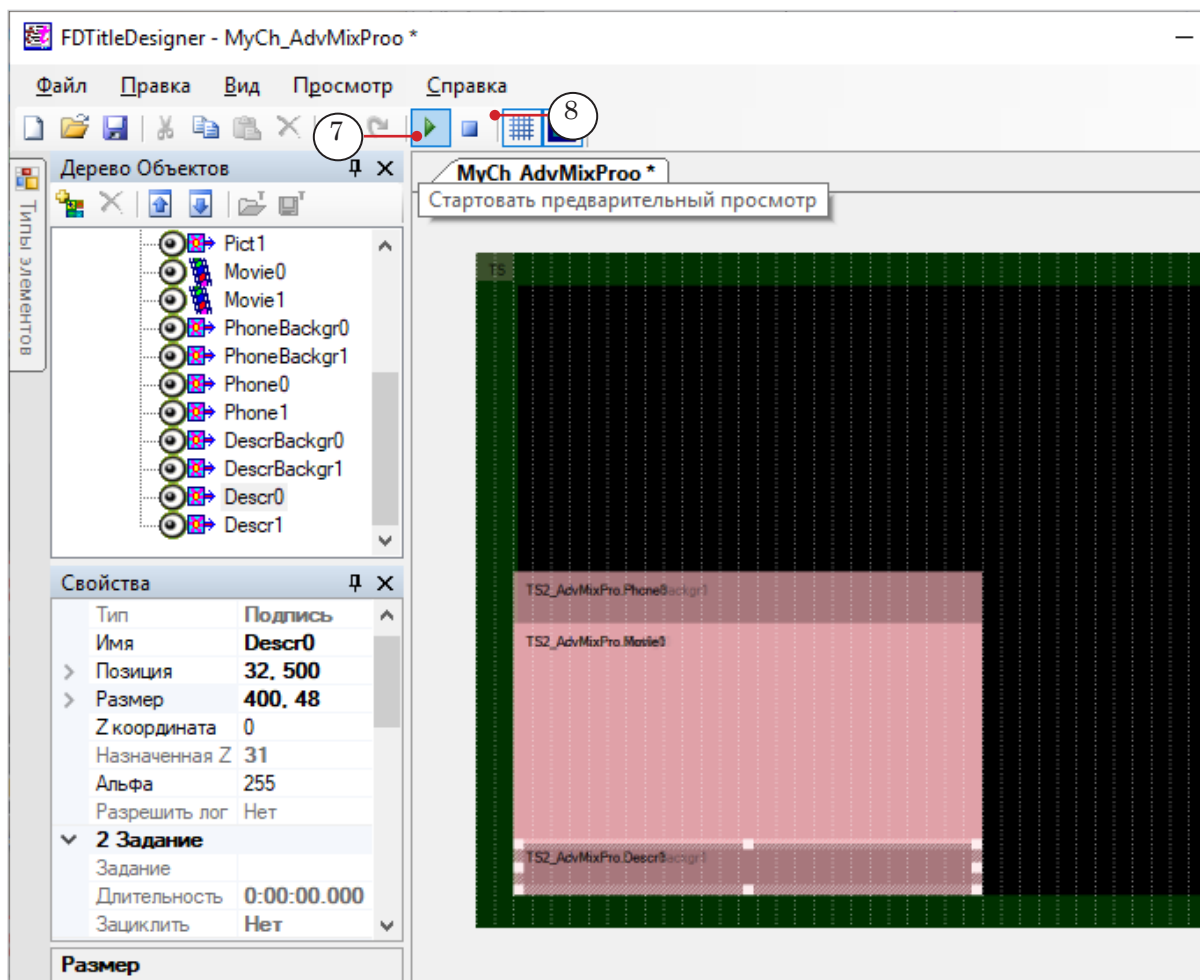 FDTitleDesigner - MyCh_AdvMixProo *
Файл Правка Вид Просмотр Справка
7
8
Дерево Объектов
MyCh_AdvMixProo *
Стартовать предварительный просмотр
Типы элементов
TS
Pict1
Movie0
Movie1
PhoneBackgr0
PhoneBackgr1
Phone0
Phone1
DescrBackgr0
DescrBackgr1
Descr0
Descr1
TS2_AdvMixPro.Phone
TS2_AdvMixPro.
TS2_AdvMixPro.Descr
Свойства
Тип Подпись
Имя Descr0
Позиция 32, 500
Размер 400, 48
Z координата 0
Назначенная Z 31
Альфа 255
Разрешить лог Нет
2 Задание
Задание
Длительность 0:00:00.000
Зациклить Нет
Размер